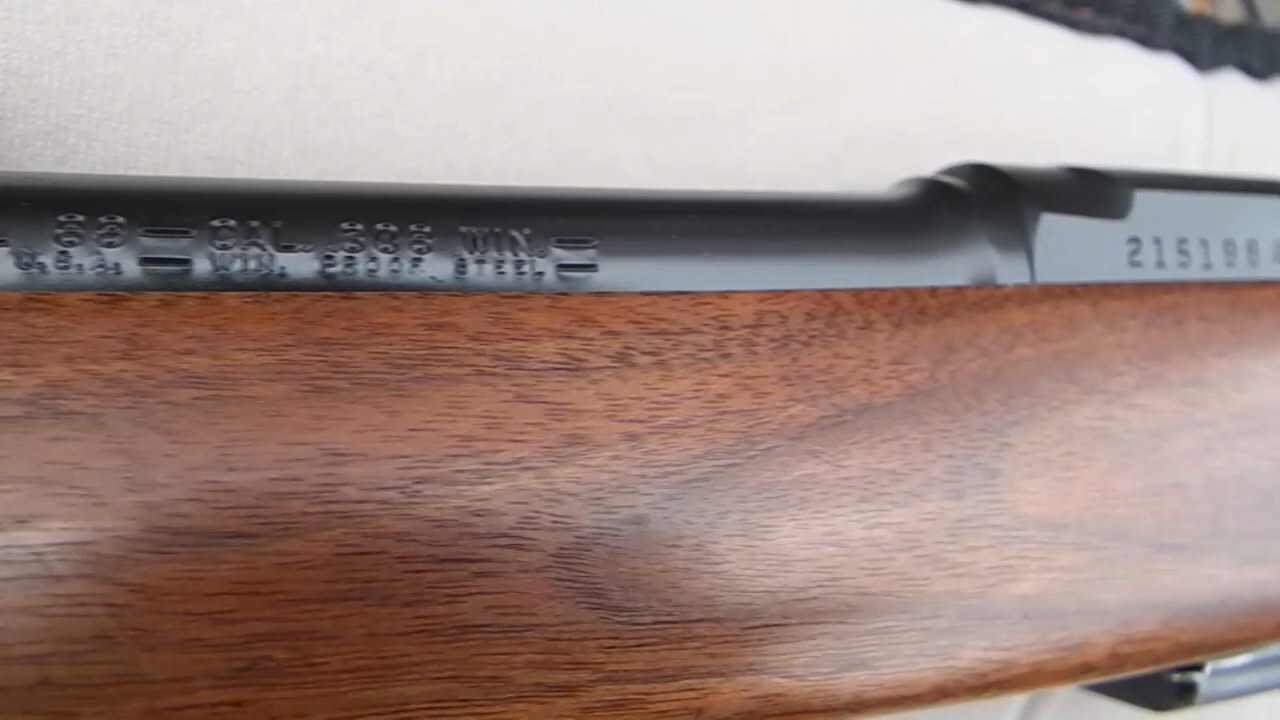 88 = CAL. .308 WIN. =
U.S.A. = WIN. PROOF STEEL =
215198